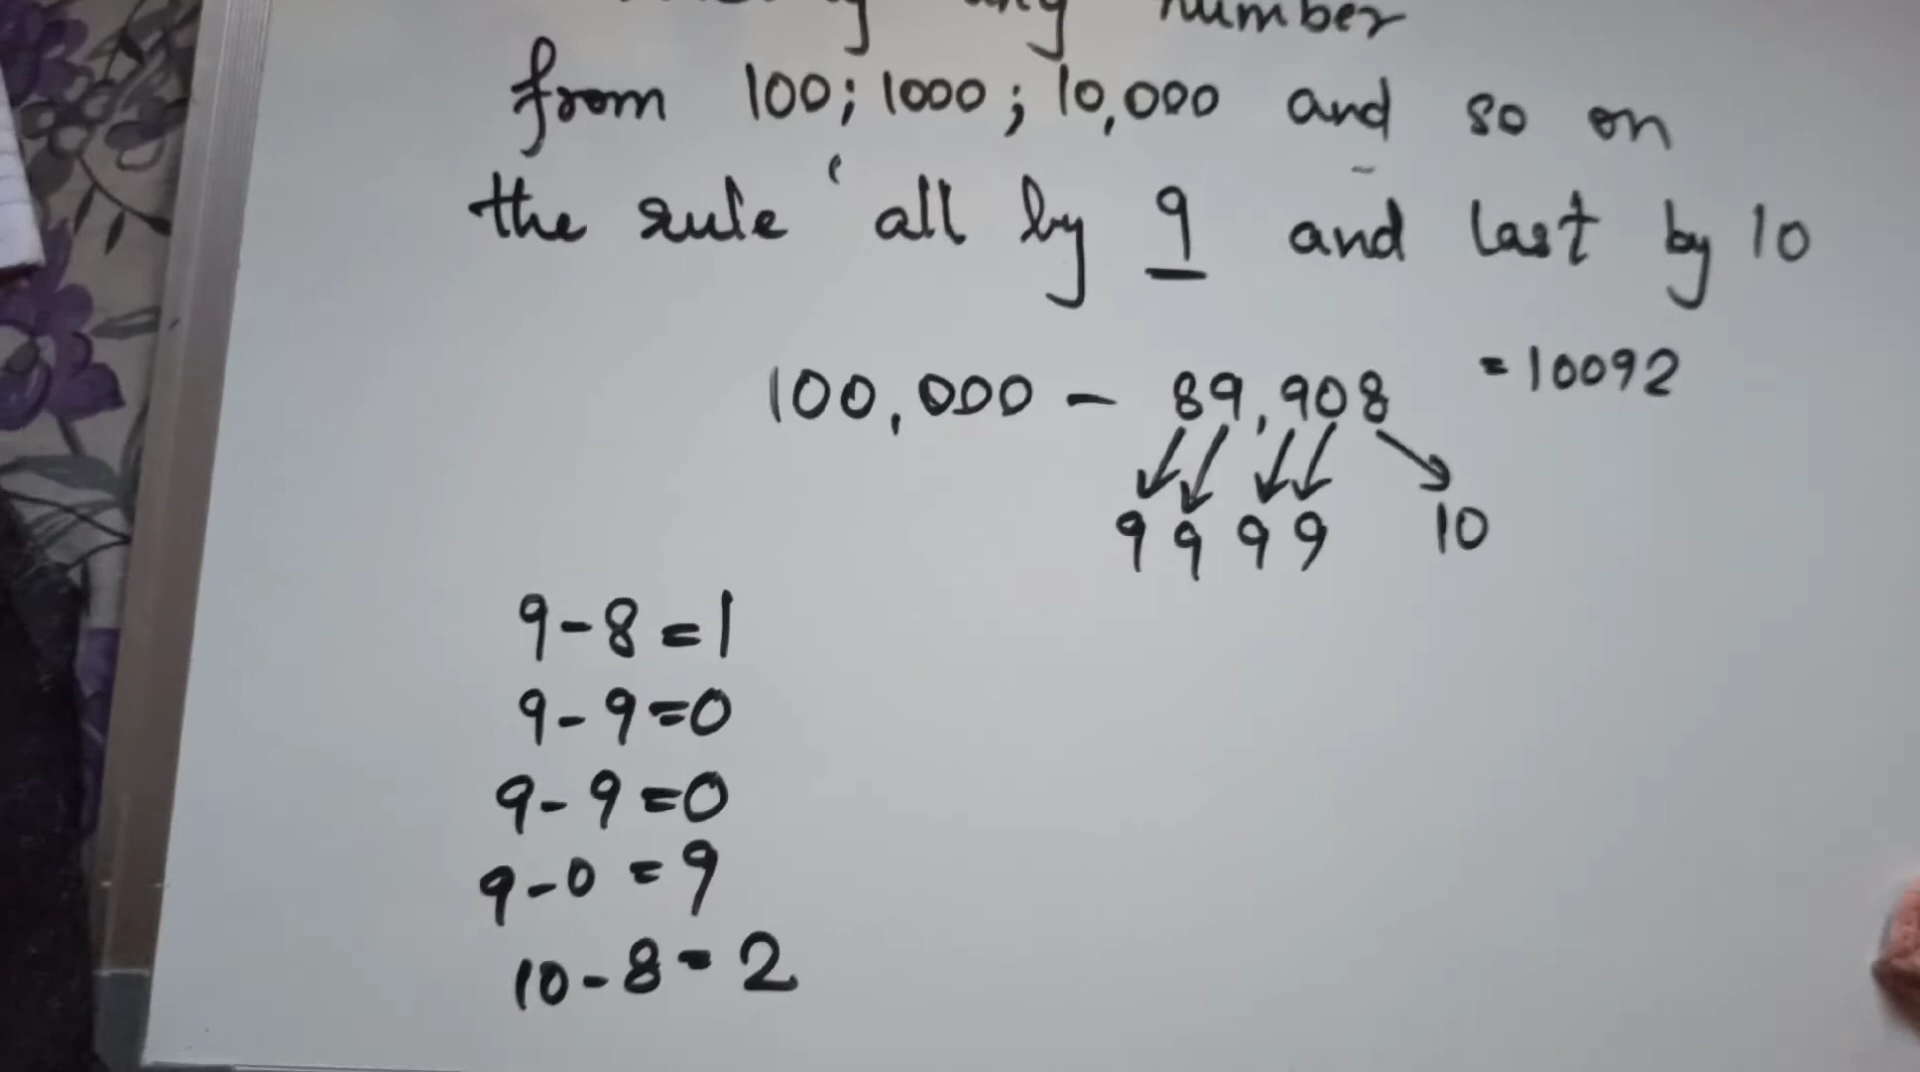 any number
from 100; 1000; 10,000 and so on
the rule ' all by 9 and last by 10
100,000 - 89,908 = 10092
9 9 9 9 10
9-8=1
9-9=0
9-9=0
9-0=9
10-8=2